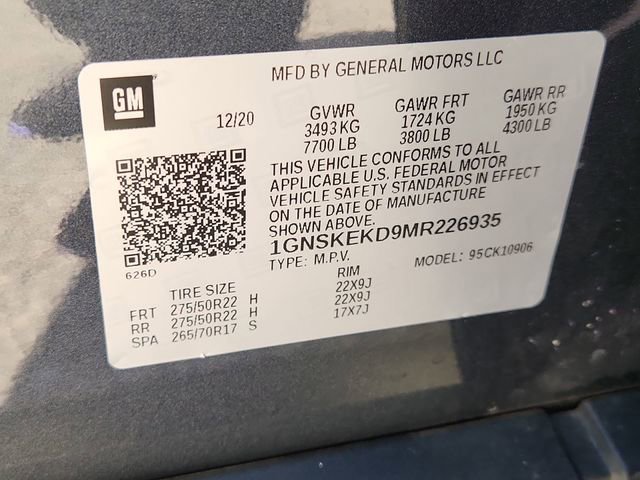 MFD BY GENERAL MOTORS LLC
GM
12/20
GVWR GAWR FRT GAWR RR
3493 KG 1724 KG 1950 KG
7700 LB 3800 LB 4300 LB
THIS VEHICLE CONFORMS TO ALL
APPLICABLE U.S. FEDERAL MOTOR
VEHICLE SAFETY STANDARDS IN EFFECT
ON THE DATE OF MANUFACTURE
SHOWN ABOVE.
1GNSKEKD9MR226935
TYPE: M.P.V. MODEL: 95CK10906
626D
TIRE SIZE RIM
FRT 275/50R22 H 22X9J
RR 275/50R22 H 22X9J
SPA 265/70R17 S 17X7J